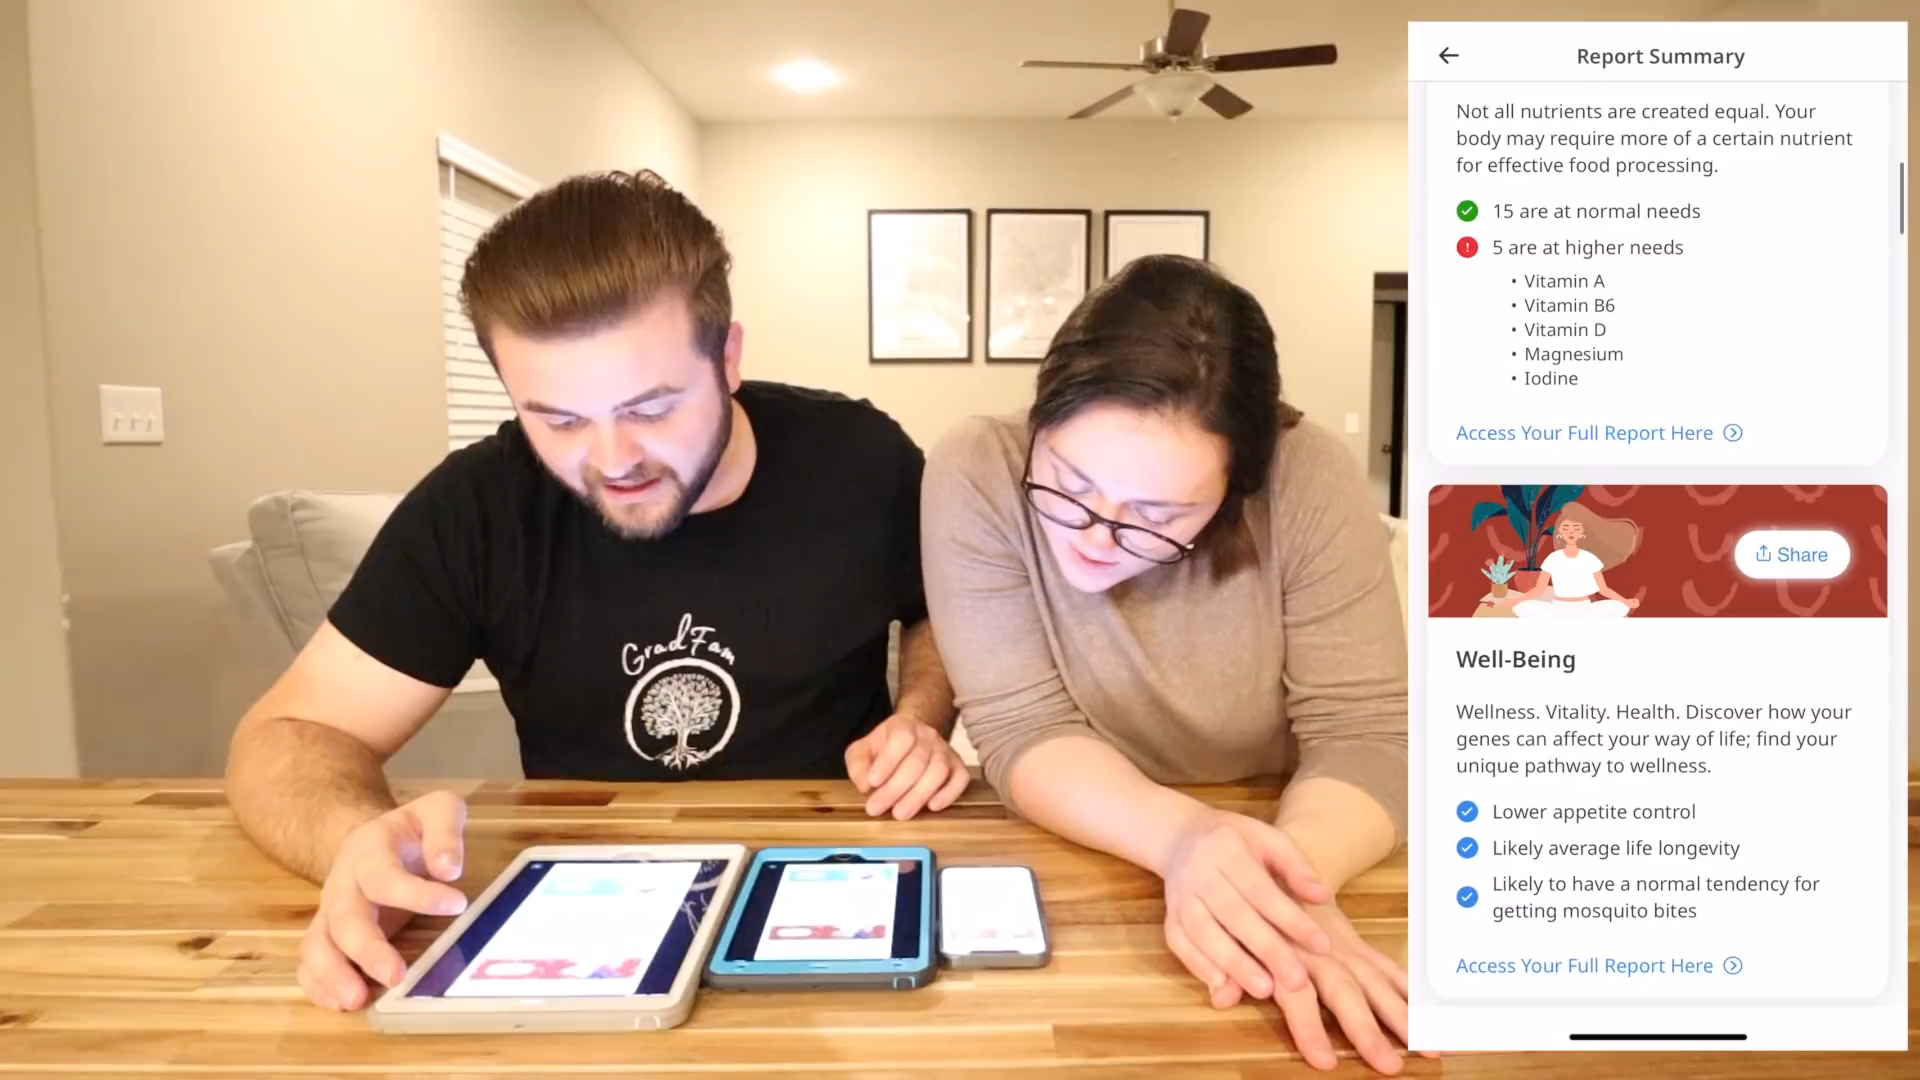 Report Summary
Not all nutrients are created equal. Your
body may require more of a certain nutrient
for effective food processing.
15 are at normal needs
5 are at higher needs
• Vitamin A
• Vitamin B6
• Vitamin D
• Magnesium
• Iodine
Access Your Full Report Here
Share
Well-Being
Wellness. Vitality. Health. Discover how your
genes can affect your way of life; find your
unique pathway to wellness.
Lower appetite control
Likely average life longevity
Likely to have a normal tendency for
getting mosquito bites
Access Your Full Report Here
GradFam